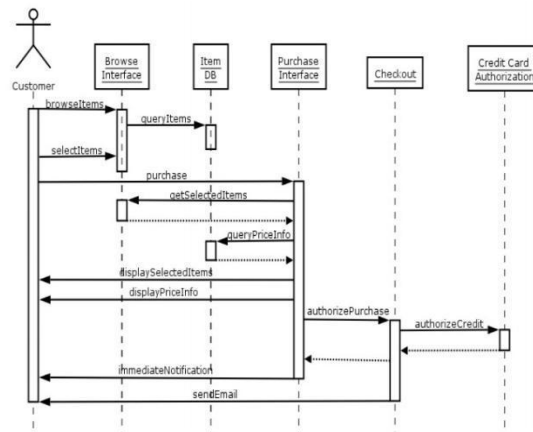 Customer
Browse
Interface
Item
DB
Purchase
Interface
Checkout
Credit Card
Authorization
browseItems
queryItems
selectItems
purchase
getSelectedItems
queryPriceInfo
displaySelectedItems
displayPriceInfo
authorizePurchase
authorizeCredit
immediateNotification
sendEmail